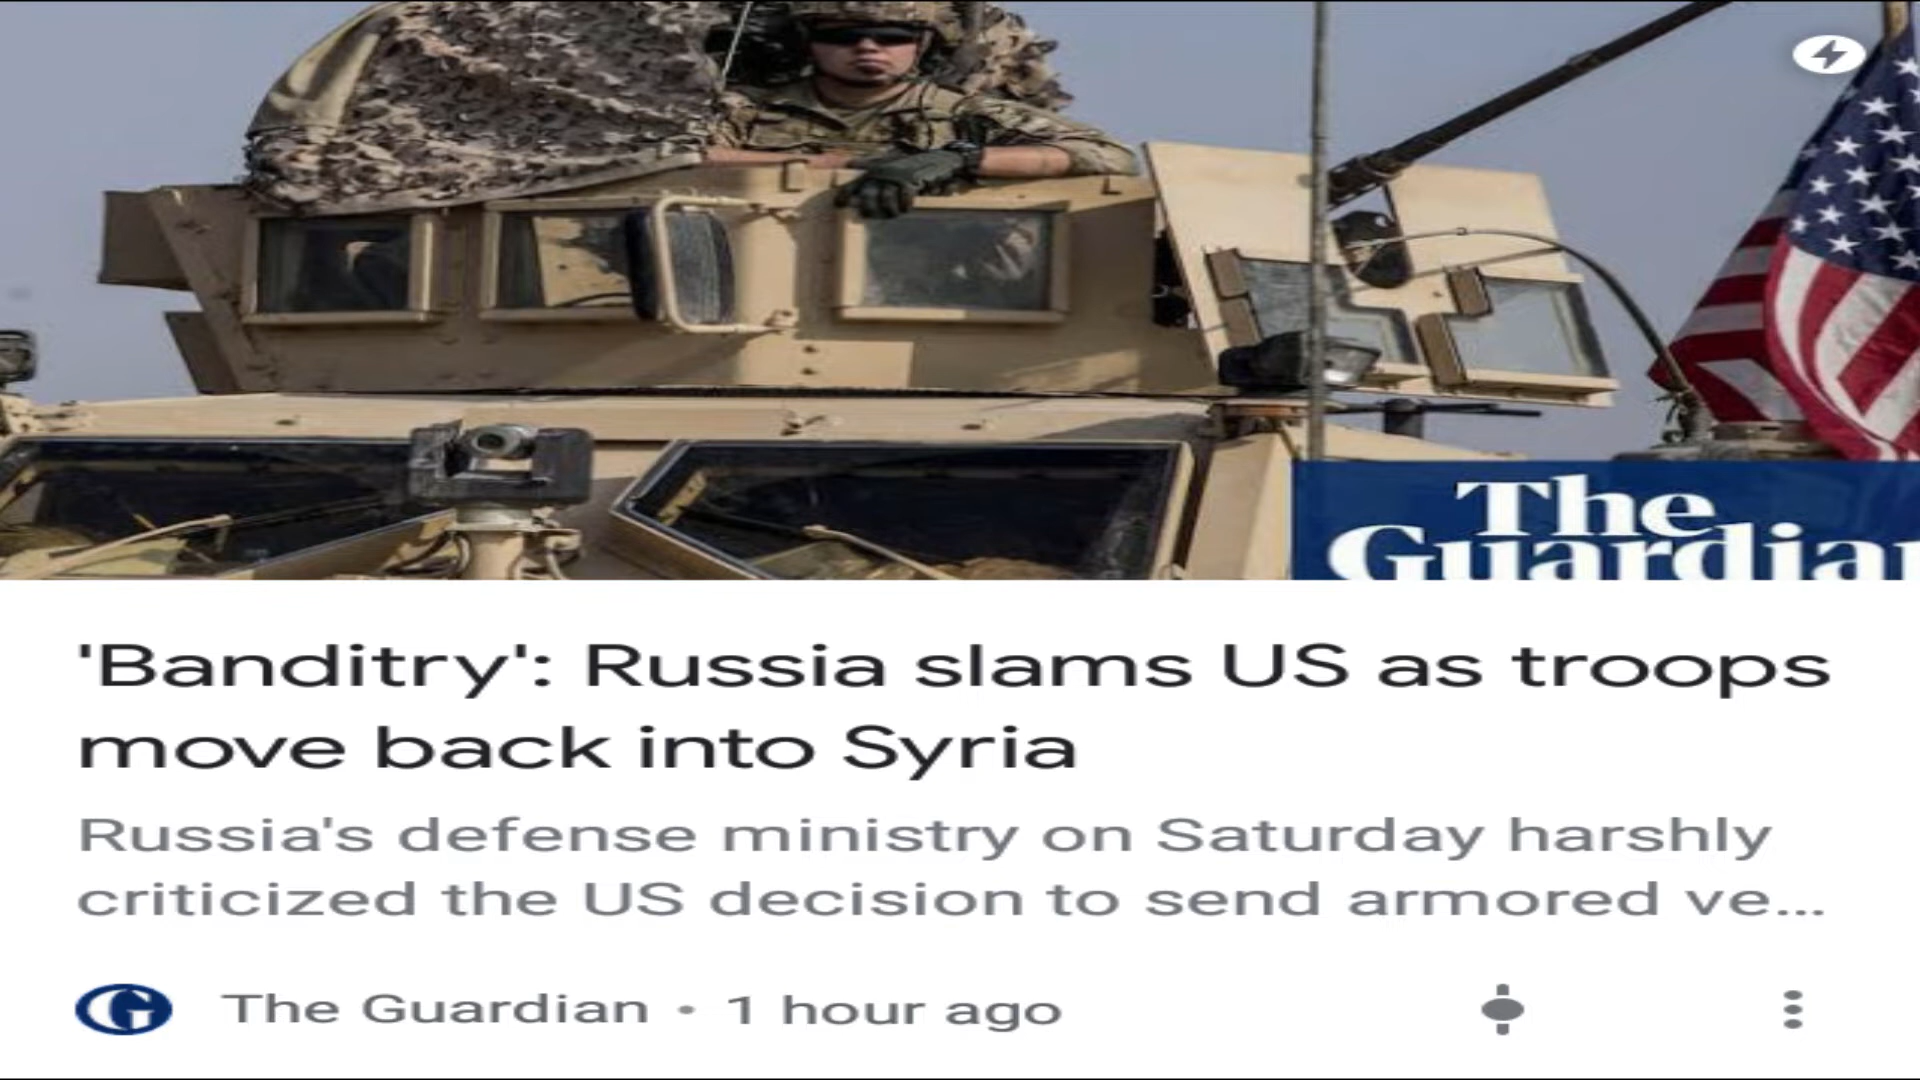 The
Guardian
'Banditry': Russia slams US as troops
move back into Syria
Russia's defense ministry on Saturday harshly
criticized the US decision to send armored ve...
The Guardian • 1 hour ago